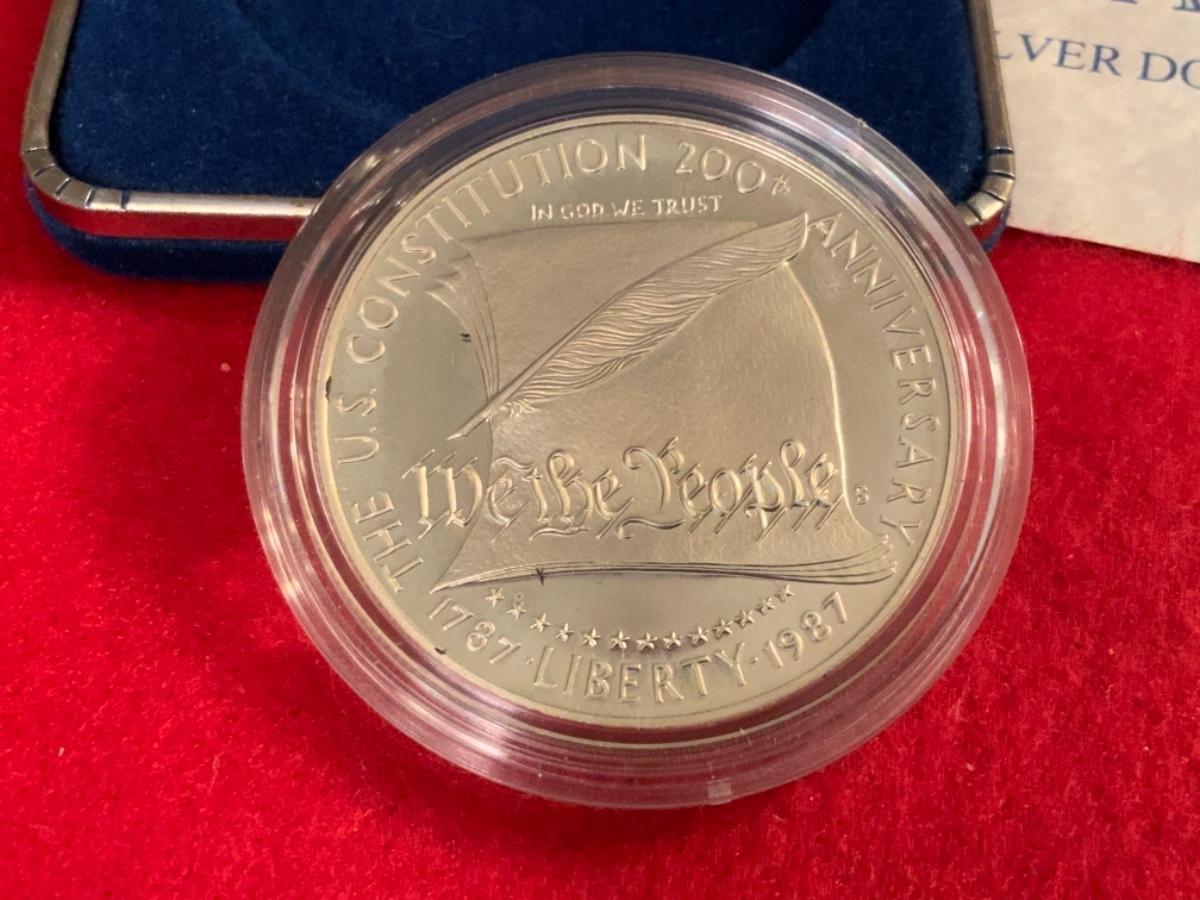 LVER DO
THE U.S. CONSTITUTION 200th ANNIVERSARY
IN GOD WE TRUST
We the People
S
1787 · LIBERTY · 1987